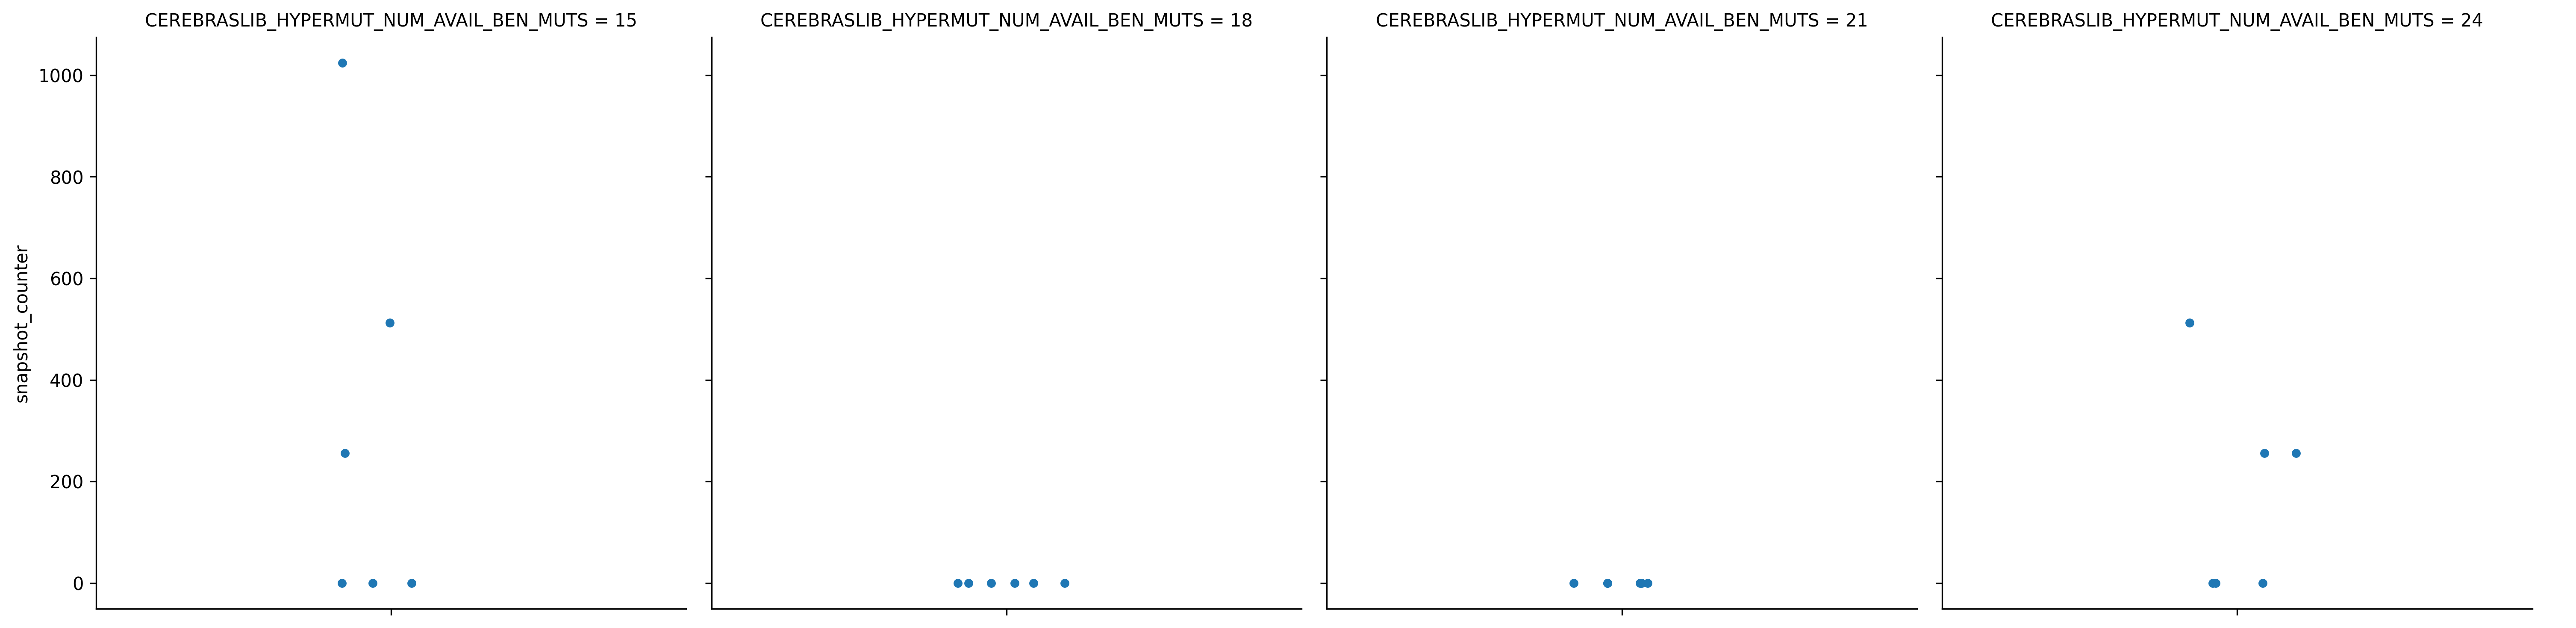 CEREBRASLIB_HYPERMUT_NUM_AVAIL_BEN_MUTS = 15
CEREBRASLIB_HYPERMUT_NUM_AVAIL_BEN_MUTS = 18
CEREBRASLIB_HYPERMUT_NUM_AVAIL_BEN_MUTS = 21
CEREBRASLIB_HYPERMUT_NUM_AVAIL_BEN_MUTS = 24
snapshot_counter
1000
800
600
400
200
0